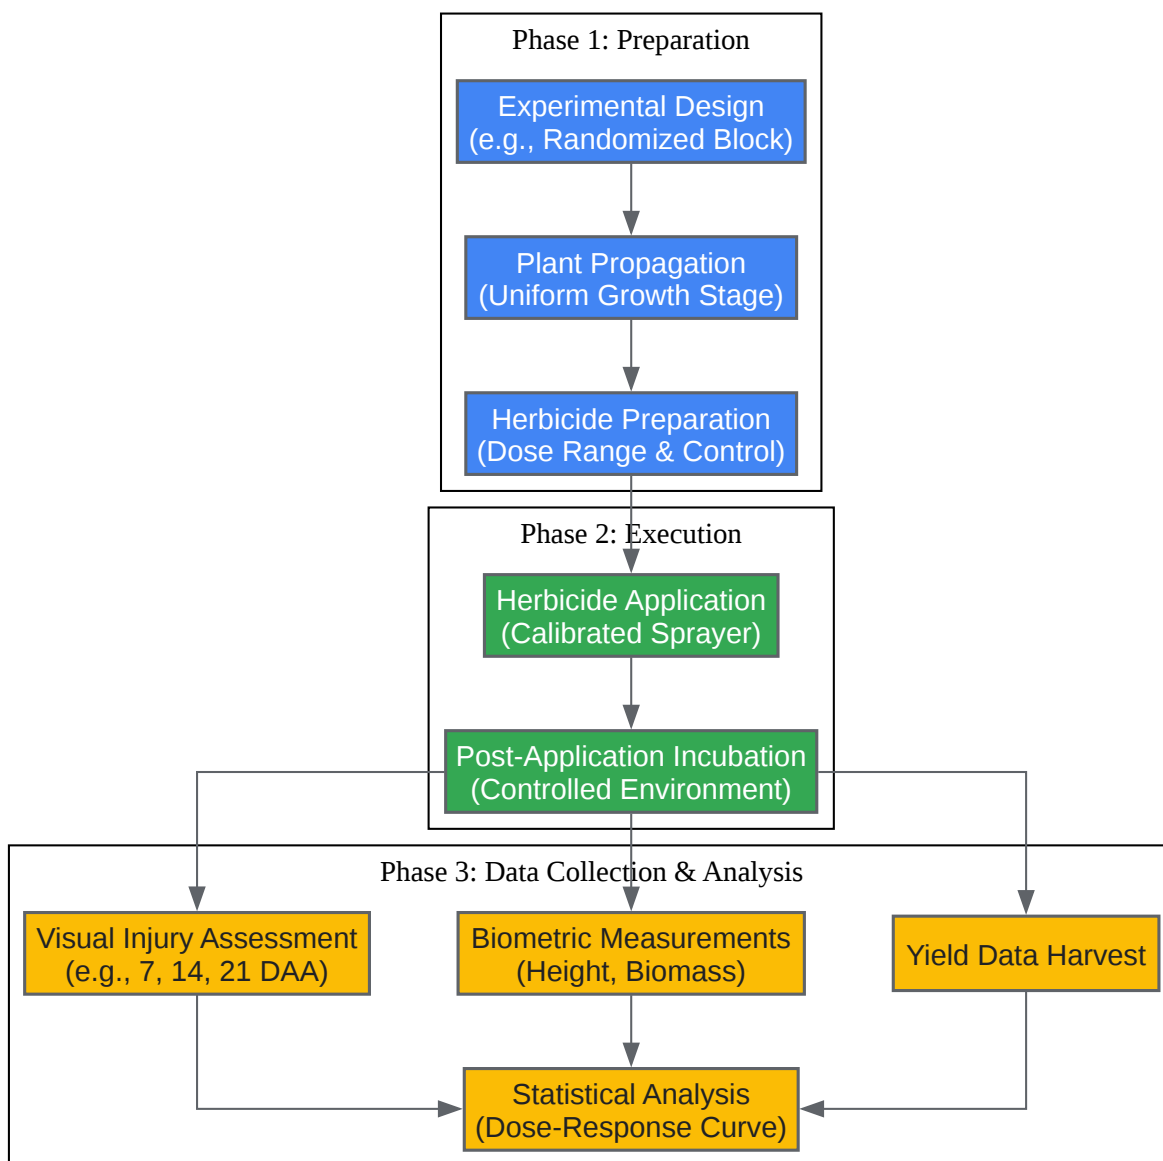 Phase 1: Preparation
Experimental Design
(e.g., Randomized Block)
Plant Propagation
(Uniform Growth Stage)
Herbicide Preparation
(Dose Range & Control)
Phase 2: Execution
Herbicide Application
(Calibrated Sprayer)
Post-Application Incubation
(Controlled Environment)
Phase 3: Data Collection & Analysis
Visual Injury Assessment
(e.g., 7, 14, 21 DAA)
Biometric Measurements
(Height, Biomass)
Yield Data Harvest
Statistical Analysis
(Dose-Response Curve)